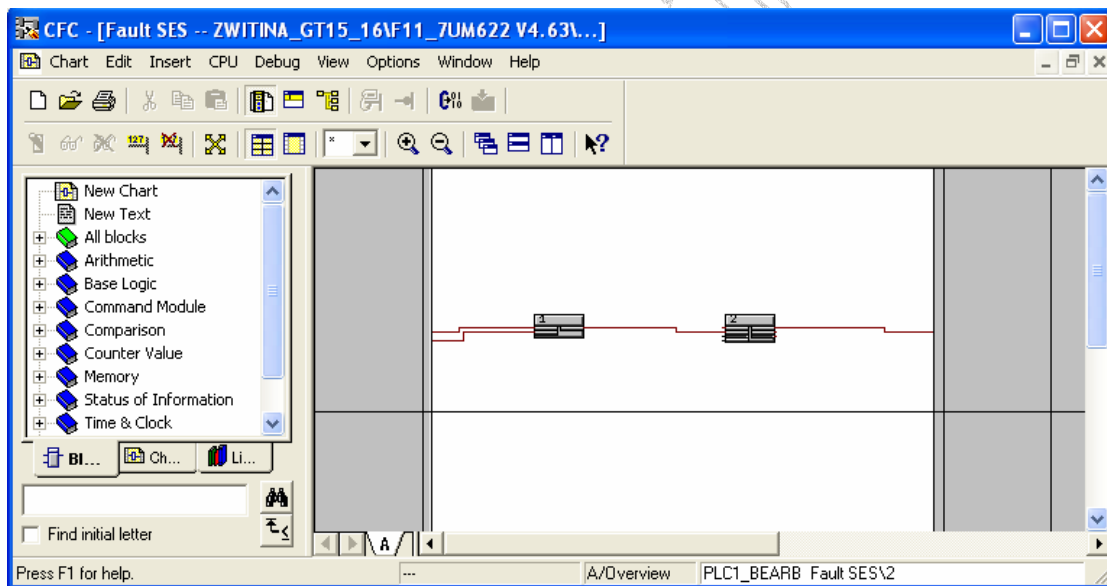 CFC - [Fault SES -- ZWITINA_GT15_16\F11_7UM622 V4.63\...]
Chart Edit Insert CPU Debug View Options Window Help
New Chart
New Text
All blocks
Arithmetic
Base Logic
Command Module
Comparison
Counter Value
Memory
Status of Information
Time & Clock
1
2
Bl...
Ch...
Li...
Find initial letter
A
Press F1 for help.
---
A/Overview
PLC1_BEARB Fault SES\2